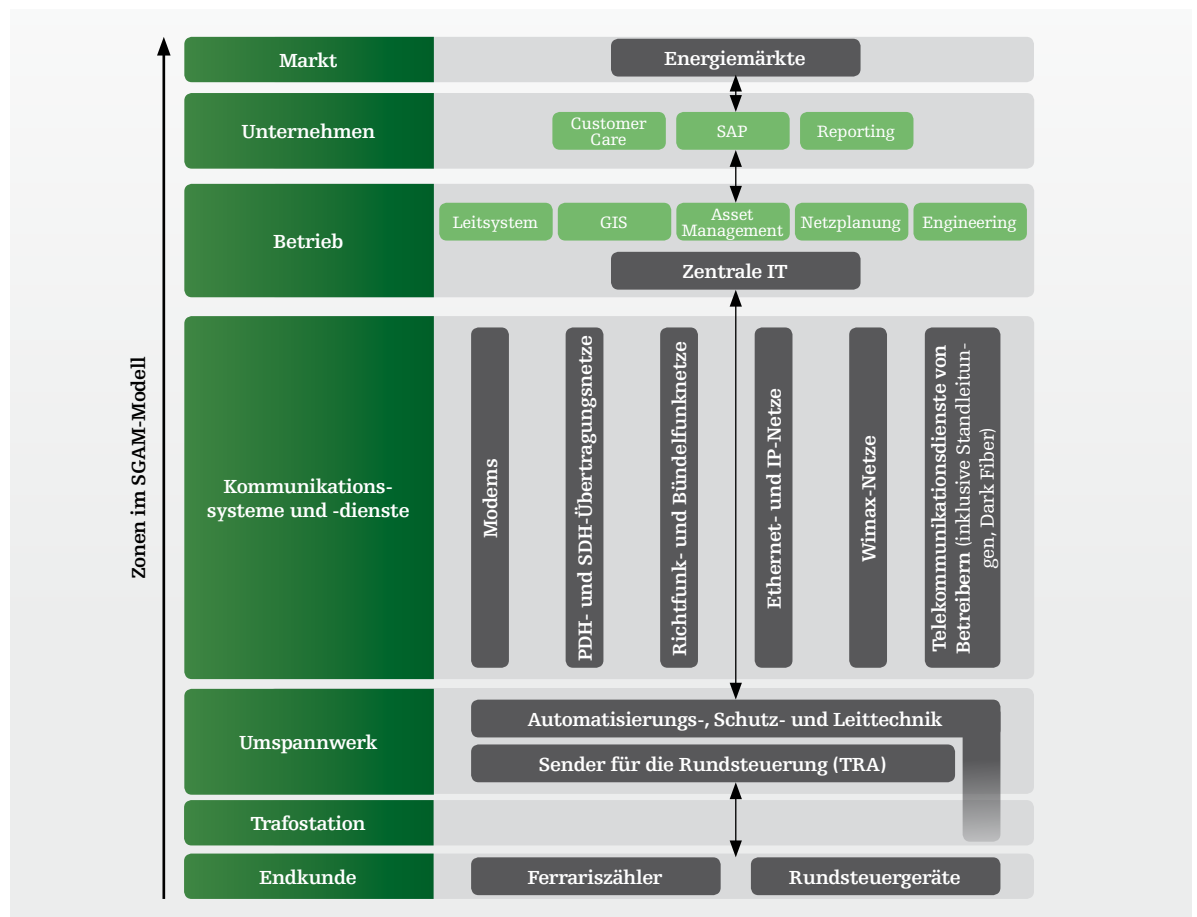 Zonen im SGAM-Modell
Markt
Energiemärkte
Unternehmen
Customer
Care
SAP
Reporting
Betrieb
Leitsystem
GIS
Asset
Management
Netzplanung
Engineering
Zentrale IT
Kommunikations-
systeme und -dienste
Modems
PDH- und SDH-Übertragungsnetze
Richtfunk- und Bündelfunknetze
Ethernet- und IP-Netze
Wimax-Netze
Telekommunikationsdienste von
Betreibern (inklusive Standleitun-
gen, Dark Fiber)
Umspannwerk
Automatisierungs-, Schutz- und Leittechnik
Sender für die Rundsteuerung (TRA)
Trafostation
Endkunde
Ferrariszähler
Rundsteuergeräte